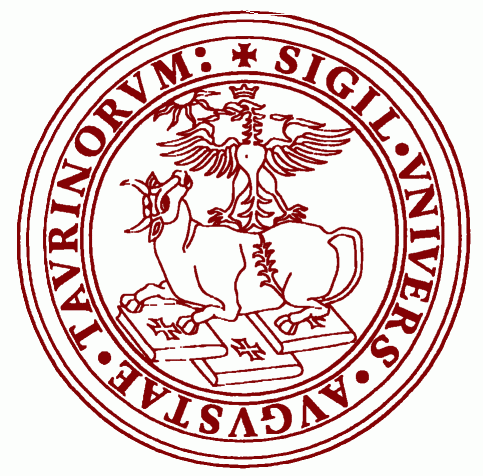 ✠ SIGIL • VNIVERS • AVGVSTAE • TAVRINORVM: